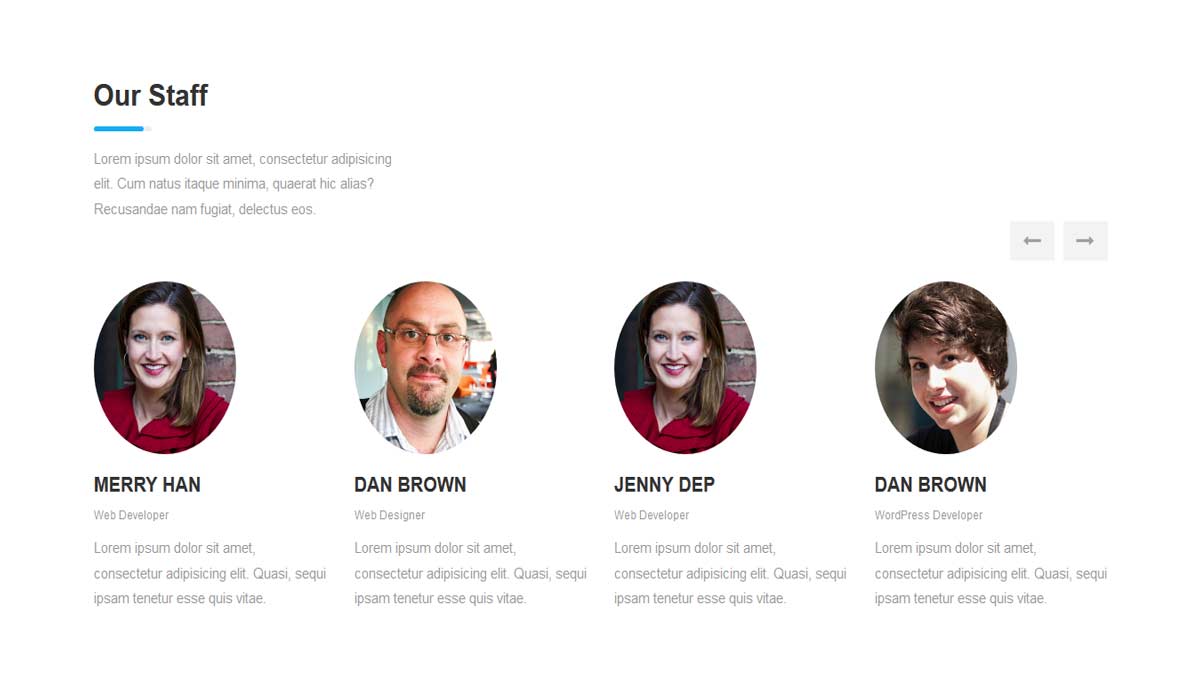 Our Staff
Lorem ipsum dolor sit amet, consectetur adipisicing
elit. Cum natus itaque minima, quaerat hic alias?
Recusandae nam fugiat, delectus eos.
MERRY HAN
Web Developer
Lorem ipsum dolor sit amet,
consectetur adipisicing elit. Quasi, sequi
ipsam tenetur esse quis vitae.
DAN BROWN
Web Designer
Lorem ipsum dolor sit amet,
consectetur adipisicing elit. Quasi, sequi
ipsam tenetur esse quis vitae.
JENNY DEP
Web Developer
Lorem ipsum dolor sit amet,
consectetur adipisicing elit. Quasi, sequi
ipsam tenetur esse quis vitae.
DAN BROWN
WordPress Developer
Lorem ipsum dolor sit amet,
consectetur adipisicing elit. Quasi, sequi
ipsam tenetur esse quis vitae.